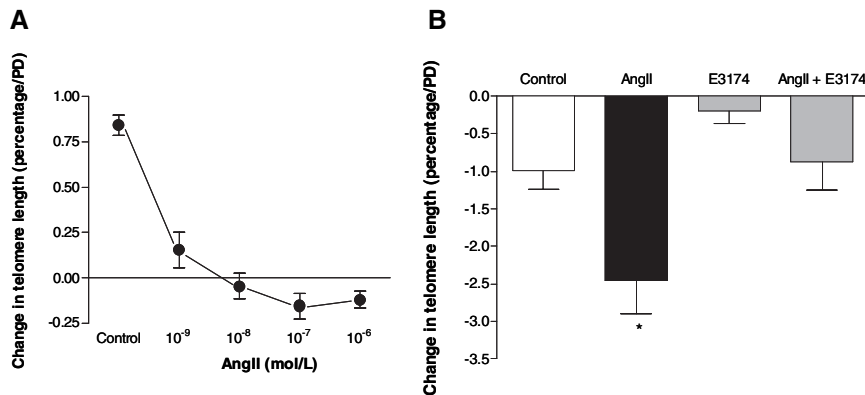 A
Change in telomere length (percentage/PD)
1.00
0.75
0.50
0.25
0.00
-0.25
Control 10⁻⁹ 10⁻⁸ 10⁻⁷ 10⁻⁶
AngII (mol/L)
B
Change in telomere length (percentage/PD)
Control AngII E3174 AngII + E3174
0.0
-0.5
-1.0
-1.5
-2.0
-2.5
-3.0
-3.5
*